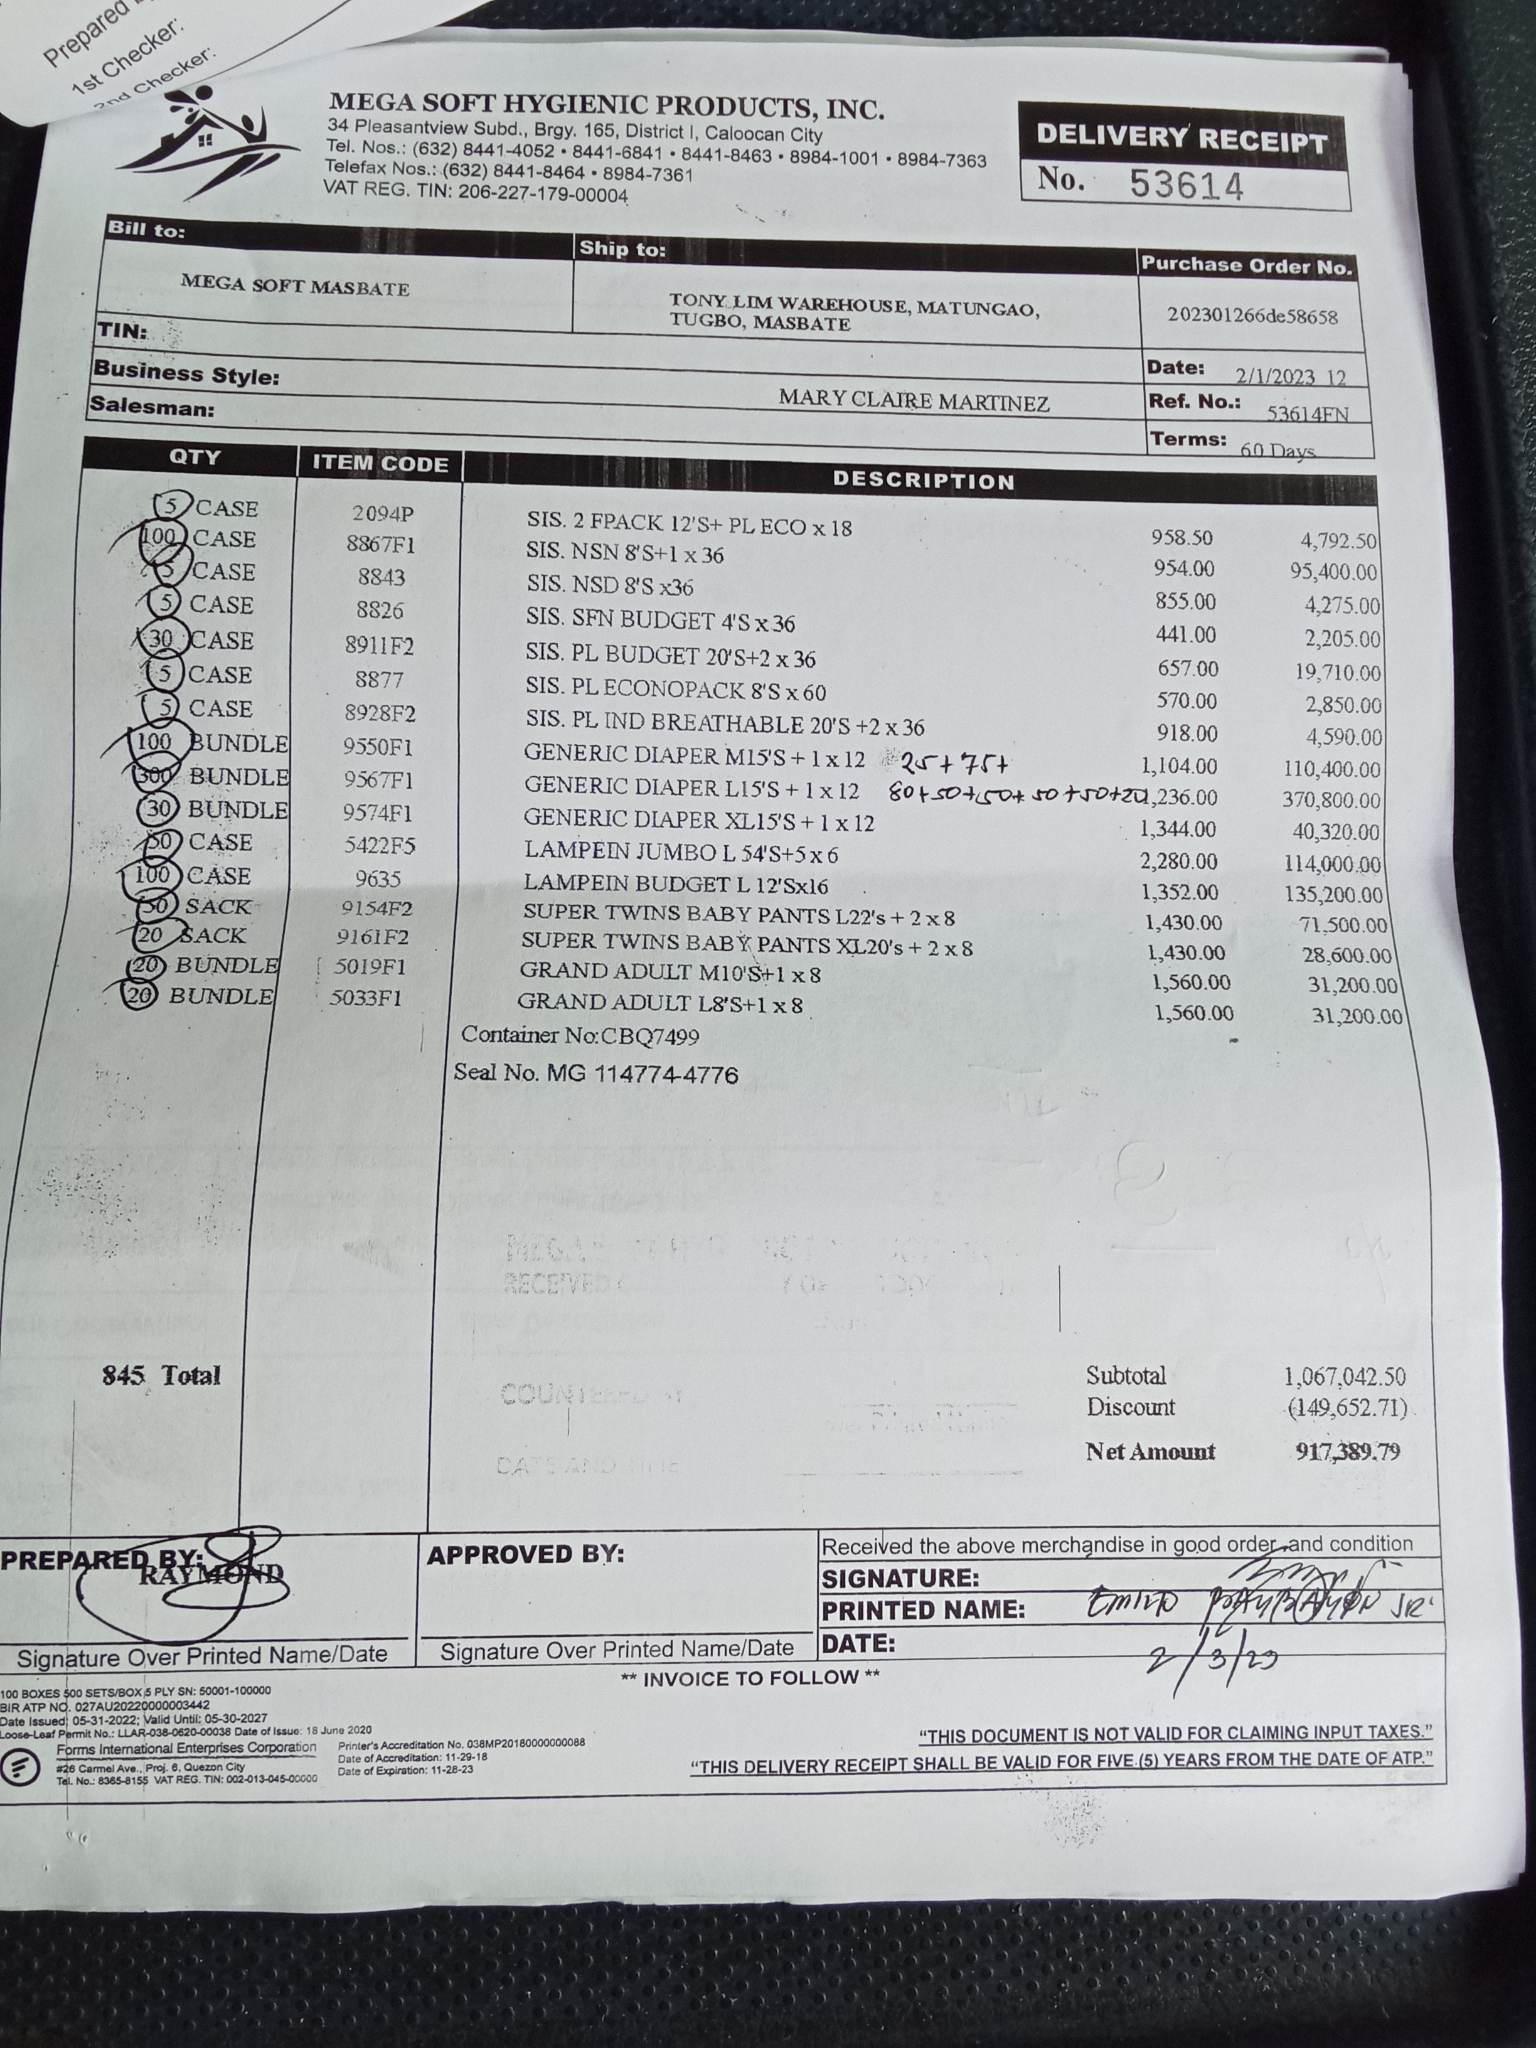 Prepared
1st Checker:
2nd Checker:
MEGA SOFT HYGIENIC PRODUCTS, INC.
34 Pleasantview Subd., Brgy. 165, District I, Caloocan City
Tel. Nos.: (632) 8441-4052 • 8441-6841 • 8441-8463 • 8984-1001 • 8984-7363
Telefax Nos.: (632) 8441-8464 • 8984-7361
VAT REG. TIN: 206-227-179-00004
DELIVERY RECEIPT
No. 53614
Bill to: Ship to: Purchase Order No.
MEGA SOFT MASBATE
TONY LIM WAREHOUSE, MATUNGAO,
TUGBO, MASBATE
202301266de58658
TIN:
Date: 2/1/2023 12
Business Style:
MARY CLAIRE MARTINEZ
Ref. No.: 53614FN
Salesman:
Terms: 60 Days
QTY ITEM CODE DESCRIPTION
5 CASE 2094P SIS. 2 FPACK 12'S+ PL ECO x 18 958.50 4,792.50
100 CASE 8867F1 SIS. NSN 8'S+1 x 36 954.00 95,400.00
5 CASE 8843 SIS. NSD 8'S x36 855.00 4,275.00
5 CASE 8826 SIS. SFN BUDGET 4'S x 36 441.00 2,205.00
30 CASE 8911F2 SIS. PL BUDGET 20'S+2 x 36 657.00 19,710.00
5 CASE 8877 SIS. PL ECONOPACK 8'S x 60 570.00 2,850.00
5 CASE 8928F2 SIS. PL IND BREATHABLE 20'S +2 x 36 918.00 4,590.00
100 BUNDLE 9550F1 GENERIC DIAPER M15'S + 1 x 12 25+75+ 1,104.00 110,400.00
300 BUNDLE 9567F1 GENERIC DIAPER L15'S + 1 x 12 80+50+50+50+50+20 1,236.00 370,800.00
30 BUNDLE 9574F1 GENERIC DIAPER XL15'S + 1 x 12 1,344.00 40,320.00
50 CASE 5422F5 LAMPEIN JUMBO L 54'S+5 x 6 2,280.00 114,000.00
100 CASE 9635 LAMPEIN BUDGET L 12'Sx16 1,352.00 135,200.00
50 SACK 9154F2 SUPER TWINS BABY PANTS L22's + 2 x 8 1,430.00 71,500.00
20 SACK 9161F2 SUPER TWINS BABY PANTS XL20's + 2 x 8 1,430.00 28,600.00
20 BUNDLE 5019F1 GRAND ADULT M10'S+1 x 8 1,560.00 31,200.00
20 BUNDLE 5033F1 GRAND ADULT L8'S+1 x 8 1,560.00 31,200.00
Container No:CBQ7499
Seal No. MG 114774-4776
845 Total
Subtotal 1,067,042.50
Discount (149,652.71)
Net Amount 917,389.79
PREPARED BY:
RAYMOND
Signature Over Printed Name/Date
APPROVED BY:
Signature Over Printed Name/Date
Received the above merchandise in good order and condition
SIGNATURE:
PRINTED NAME: EMILIO BAYBAYON JR.
DATE: 2/3/23
** INVOICE TO FOLLOW **
100 BOXES 500 SETS/BOX 5 PLY SN: 50001-100000
BIR ATP NO. 027AU20220000003442
Date Issued: 05-31-2022; Valid Until: 05-30-2027
Loose-Leaf Permit No.: LLAR-038-0620-00038 Date of Issue: 18 June 2020
Forms International Enterprises Corporation
#26 Carmel Ave., Proj. 6, Quezon City
Tel. No.: 8365-8155 VAT REG. TIN: 002-013-045-00000
Printer's Accreditation No. 038MP20180000000088
Date of Accreditation: 11-29-18
Date of Expiration: 11-28-23
“THIS DOCUMENT IS NOT VALID FOR CLAIMING INPUT TAXES.”
“THIS DELIVERY RECEIPT SHALL BE VALID FOR FIVE (5) YEARS FROM THE DATE OF ATP.”